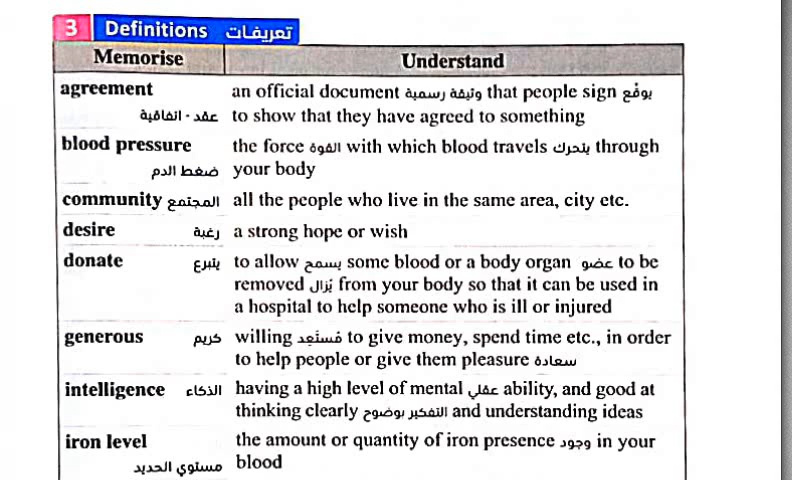 3 Definitions تعريفات
Memorise Understand
agreement an official document وثيقة رسمية that people sign يوقّع
عقد - اتفاقية to show that they have agreed to something
blood pressure the force القوة with which blood travels يتحرك through
ضغط الدم your body
community المجتمع all the people who live in the same area, city etc.
desire رغبة a strong hope or wish
donate يتبرع to allow يسمح some blood or a body organ عضو to be
removed يُزال from your body so that it can be used in
a hospital to help someone who is ill or injured
generous كريم willing مُستَعِد to give money, spend time etc., in order
to help people or give them pleasure سعادة
intelligence الذكاء having a high level of mental عقلي ability, and good at
thinking clearly التفكير بوضوح and understanding ideas
iron level the amount or quantity of iron presence وجود in your
مستوي الحديد blood